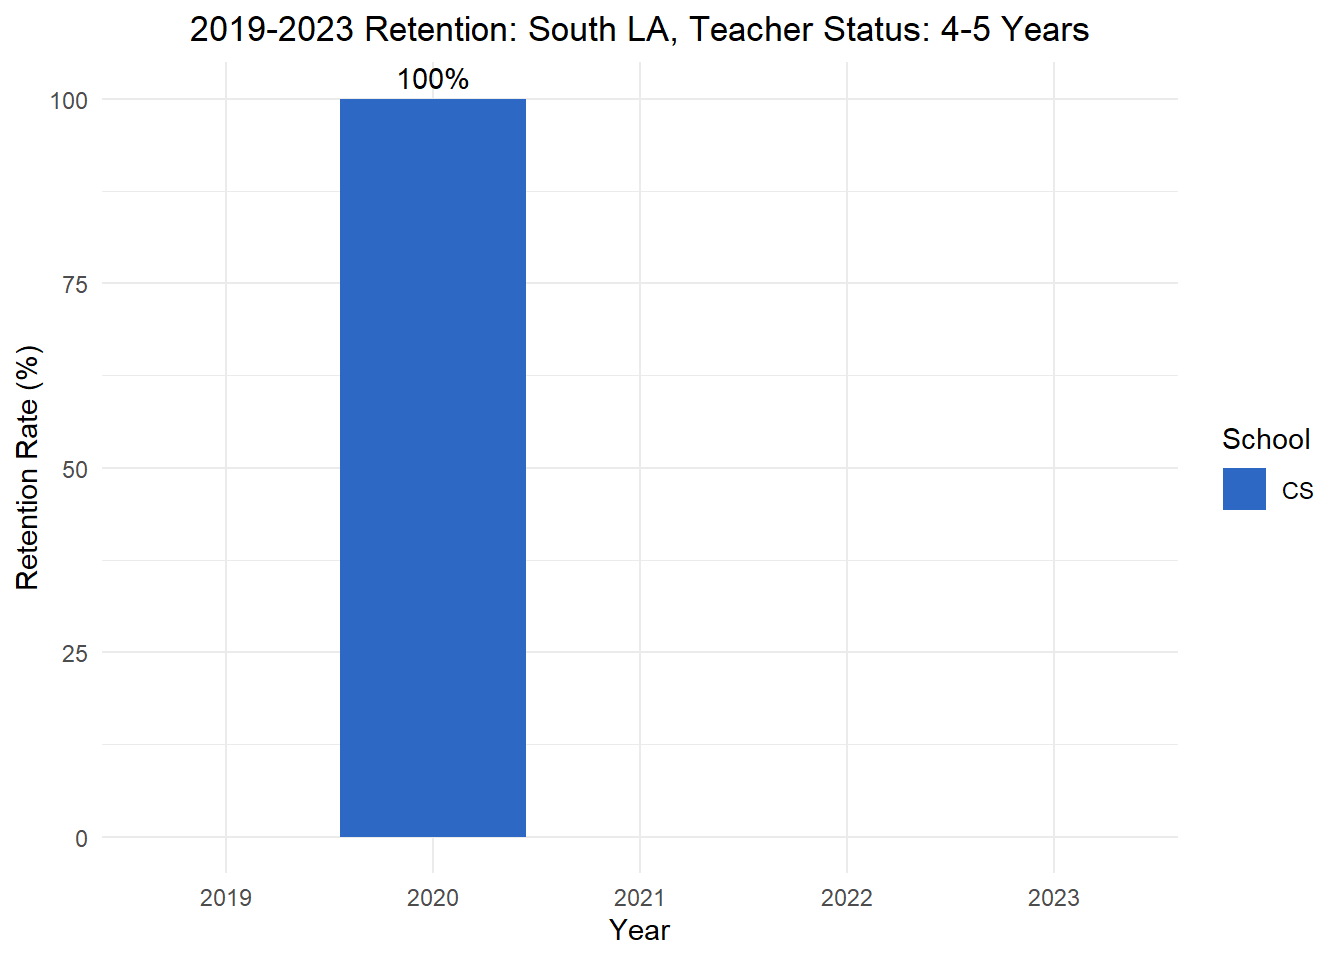 2019-2023 Retention: South LA, Teacher Status: 4-5 Years
100%
100
75
50
25
0
Retention Rate (%)
2019 2020 2021 2022 2023
Year
School
CS